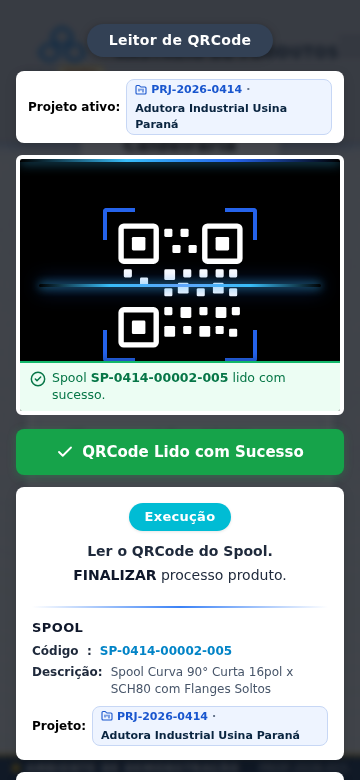 Leitor de QRCode
Projeto ativo:
PRJ-2026-0414 ·
Adutora Industrial Usina
Paraná
Spool SP-0414-00002-005 lido com
sucesso.
QRCode Lido com Sucesso
Execução
Ler o QRCode do Spool.
FINALIZAR processo produto.
SPOOL
Código : SP-0414-00002-005
Descrição: Spool Curva 90° Curta 16pol x
SCH80 com Flanges Soltos
Projeto:
PRJ-2026-0414 ·
Adutora Industrial Usina Paraná